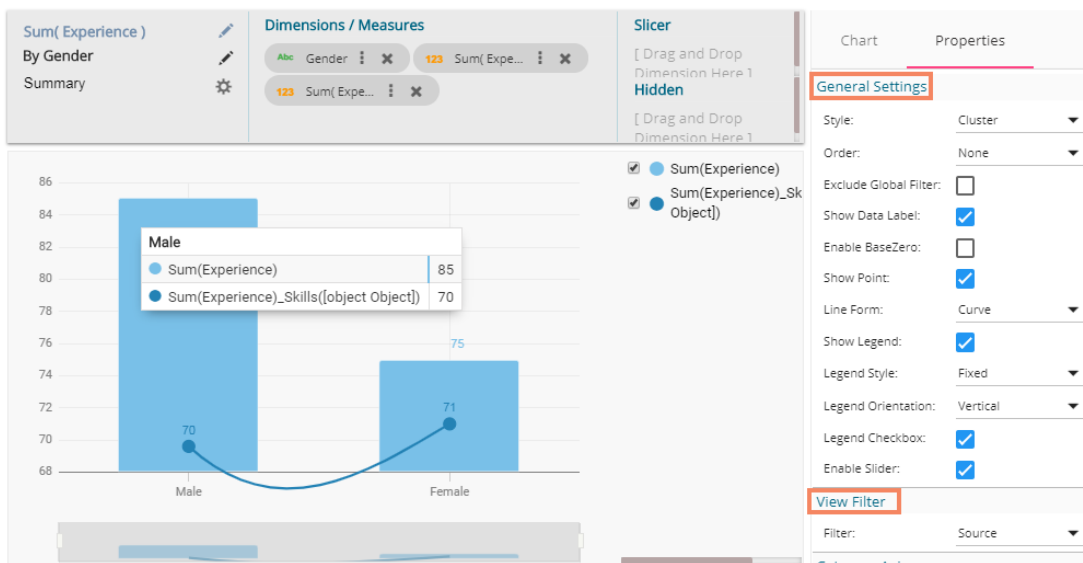 Sum( Experience )
By Gender
Summary
Dimensions / Measures
Abc Gender
123 Sum( Expe...
123 Sum( Expe...
Slicer
[ Drag and Drop
Dimension Here ]
Hidden
[ Drag and Drop
Dimension Here ]
Chart Properties
General Settings
Style: Cluster
Order: None
Exclude Global Filter:
Show Data Label:
Enable BaseZero:
Show Point:
Line Form: Curve
Show Legend:
Legend Style: Fixed
Legend Orientation: Vertical
Legend Checkbox:
Enable Slider:
View Filter
Filter: Source
Sum(Experience)
Sum(Experience)_Sk
Object])
86
84
82
80
78
76
74
72
70
68
Male
Sum(Experience) 85
Sum(Experience)_Skills([object Object]) 70
75
71
70
Male Female